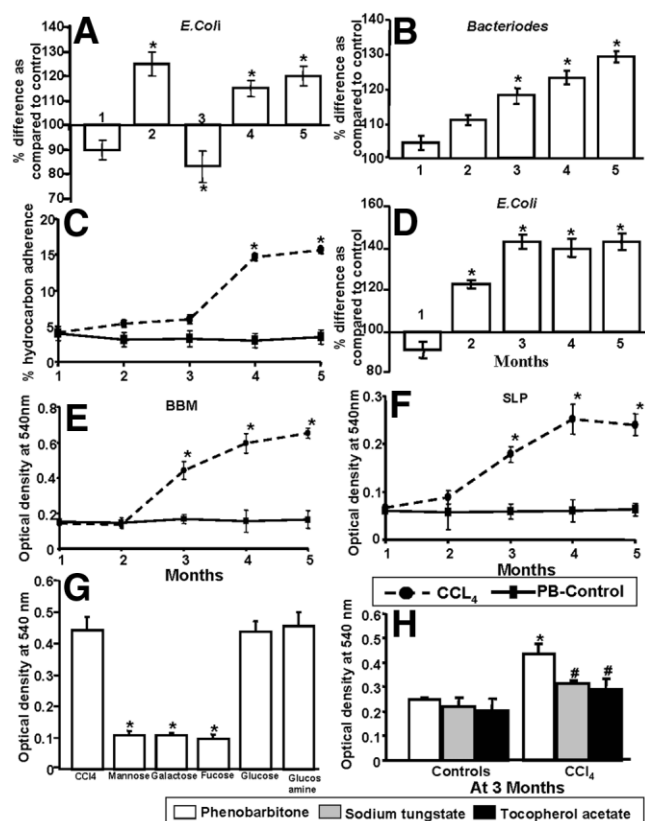 A
E.Coli
% difference as
compared to control
130
120
110
100
90
80
70
1
2
3
4
5
*
*
*
*
B
Bacteriodes
% difference as
compared to control
130
120
110
100
1
2
3
4
5
*
*
*
C
% hydrocarbon adherence
20
15
10
5
0
1
2
3
4
5
*
*
D
E.Coli
% difference as
compared to control
140
100
80
1
2
3
4
5
*
*
*
*
Months
E
BBM
Optical density at 540nm
0.8
0.6
0.4
0.2
0
1
2
3
4
5
*
*
*
Months
F
SLP
Optical density at 540nm
0.3
0.2
0.1
0
1
2
3
4
5
*
*
*
Months
CCL4
PB-Control
G
Optical density at 540 nm
0.6
0.5
0.4
0.3
0.2
0.1
0
CCl4
Mannose
Galactose
Fucose
Glucose
Glucos
amine
*
*
*
H
Optical density at 540 nm
0.5
0.4
0.3
0.2
0.1
0
*
#
#
Controls
CCl4
At 3 Months
Phenobarbitone
Sodium tungstate
Tocopherol acetate